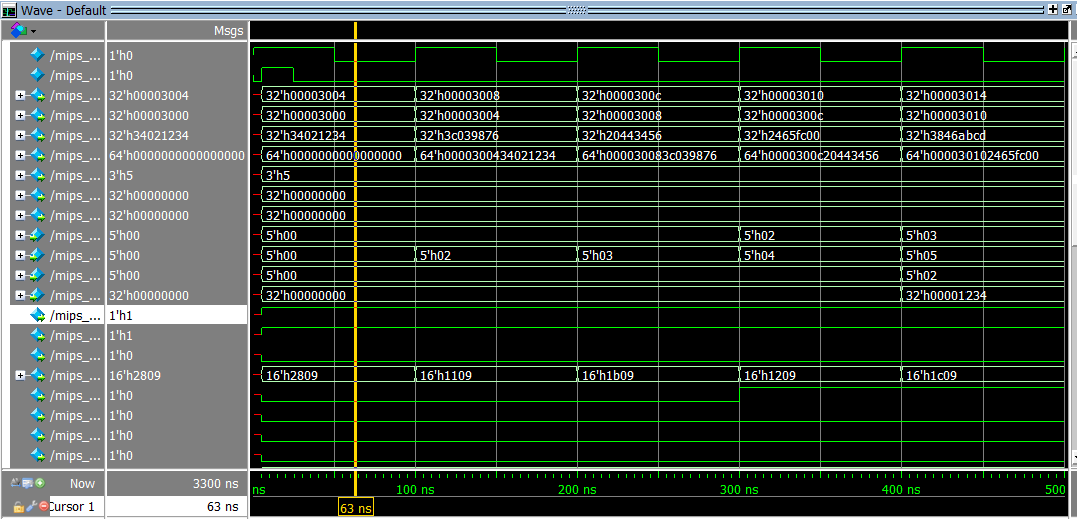 Wave - Default
Msgs
/mips_... 1'h0
/mips_... 1'h0
/mips_... 32'h00003004 32'h00003004 32'h00003008 32'h0000300c 32'h00003010 32'h00003014
/mips_... 32'h00003000 32'h00003000 32'h00003004 32'h00003008 32'h0000300c 32'h00003010
/mips_... 32'h34021234 32'h34021234 32'h3c039876 32'h20443456 32'h2465fc00 32'h3846abcd
/mips_... 64'h0000000000000000 64'h0000000000000000 64'h0000300434021234 64'h000030083c039876 64'h0000300c20443456 64'h000030102465fc00
/mips_... 3'h5 3'h5
/mips_... 32'h00000000 32'h00000000
/mips_... 32'h00000000 32'h00000000
/mips_... 5'h00 5'h00 5'h02 5'h03
/mips_... 5'h00 5'h00 5'h02 5'h03 5'h04 5'h05
/mips_... 5'h00 5'h00 5'h02
/mips_... 32'h00000000 32'h00000000 32'h00001234
/mips_... 1'h1
/mips_... 1'h1
/mips_... 1'h0
/mips_... 16'h2809 16'h2809 16'h1109 16'h1b09 16'h1209 16'h1c09
/mips_... 1'h0
/mips_... 1'h0
/mips_... 1'h0
/mips_... 1'h0
Now 3300 ns ns 100 ns 200 ns 300 ns 400 ns 500
Cursor 1 63 ns 63 ns